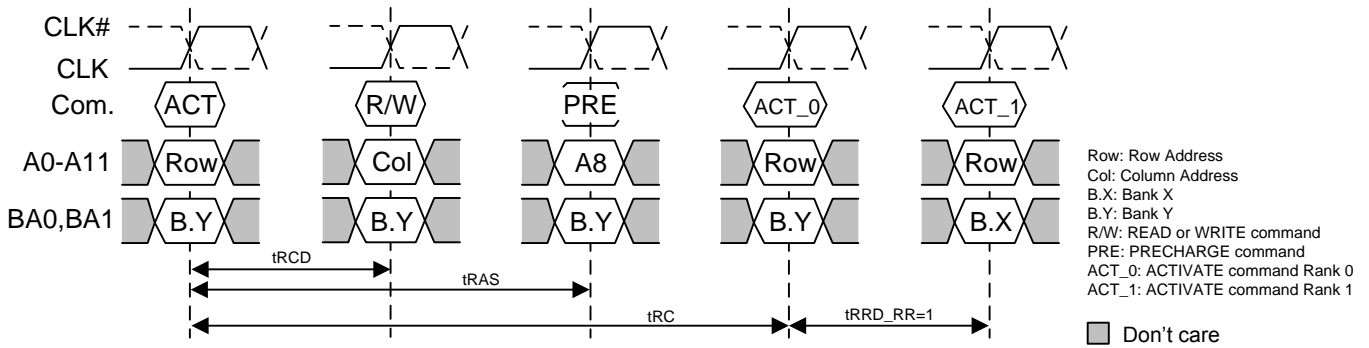 CLK#
CLK
Com. ACT R/W PRE ACT_0 ACT_1
A0-A11 Row Col A8 Row Row
BA0,BA1 B.Y B.Y B.Y B.Y B.X
tRCD
tRAS
tRC tRRD_RR=1
Row: Row Address
Col: Column Address
B.X: Bank X
B.Y: Bank Y
R/W: READ or WRITE command
PRE: PRECHARGE command
ACT_0: ACTIVATE command Rank 0
ACT_1: ACTIVATE command Rank 1
Don't care